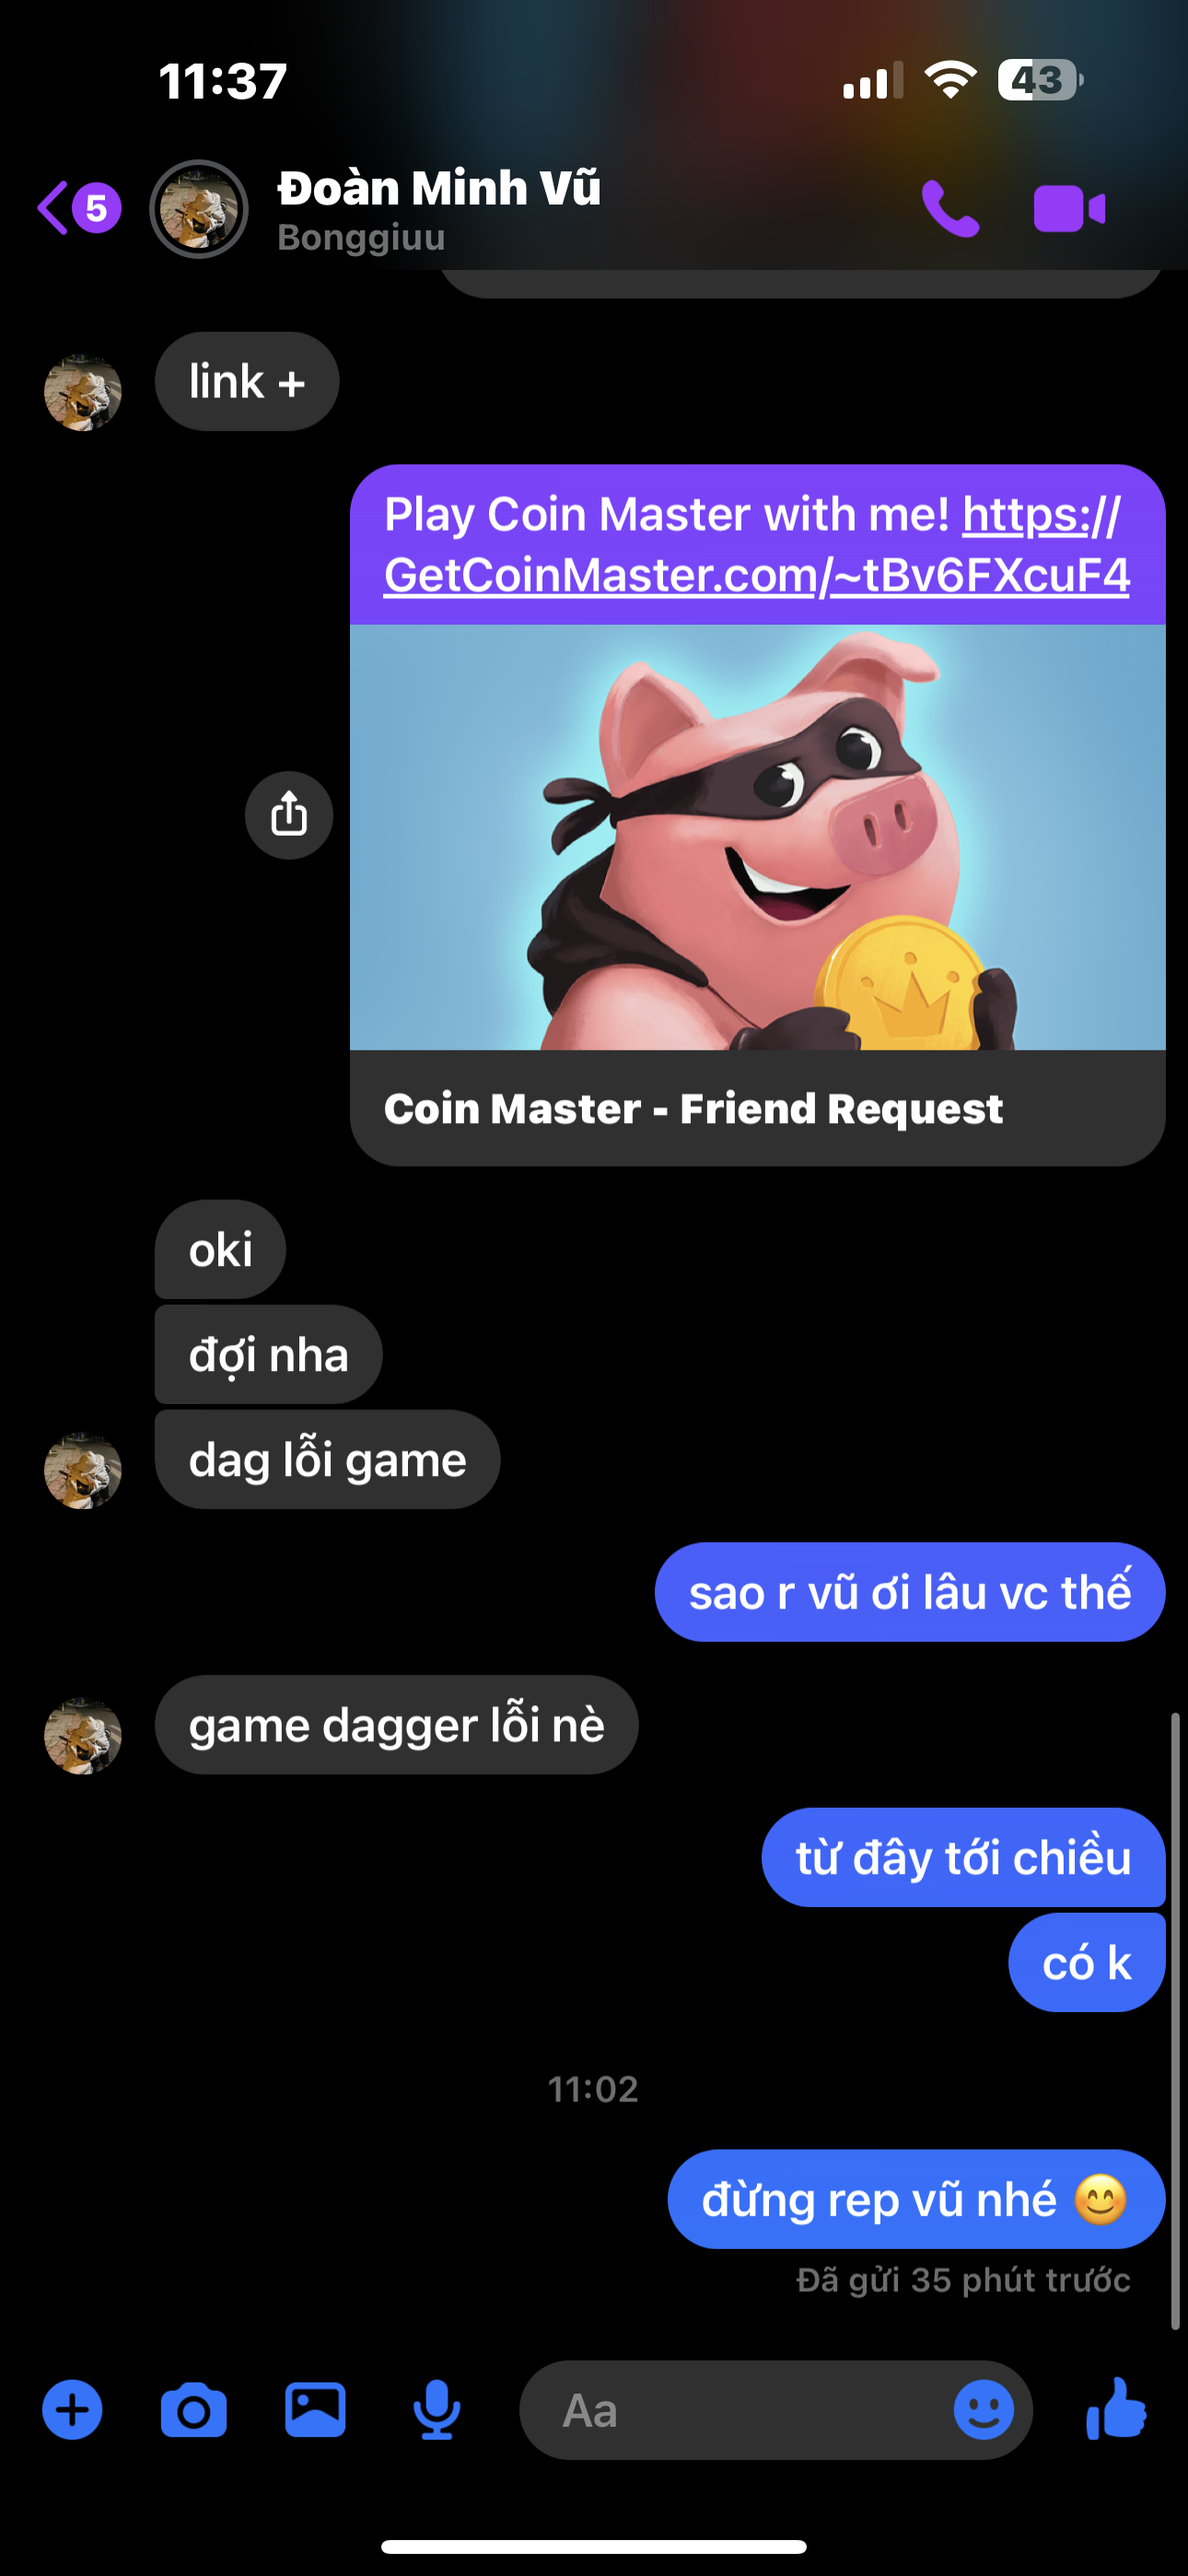 11:37
43
5
Đoàn Minh Vũ
Bonggiuu
link +
Play Coin Master with me! https://
GetCoinMaster.com/~tBv6FXcuF4
Coin Master - Friend Request
oki
đợi nha
dag lỗi game
sao r vũ ơi lâu vc thế
game dagger lỗi nè
từ đây tới chiều
có k
11:02
đừng rep vũ nhé 😊
Đã gửi 35 phút trước
Aa